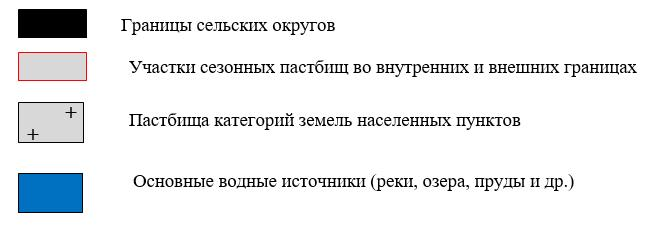 Границы сельских округов
Участки сезонных пастбищ во внутренних и внешних границах
Пастбища категорий земель населенных пунктов
Основные водные источники (реки, озера, пруды и др.)